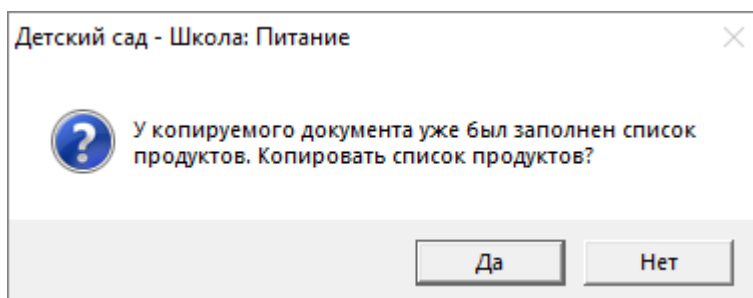 Детский сад - Школа: Питание
У копируемого документа уже был заполнен список
продуктов. Копировать список продуктов?
Да
Нет